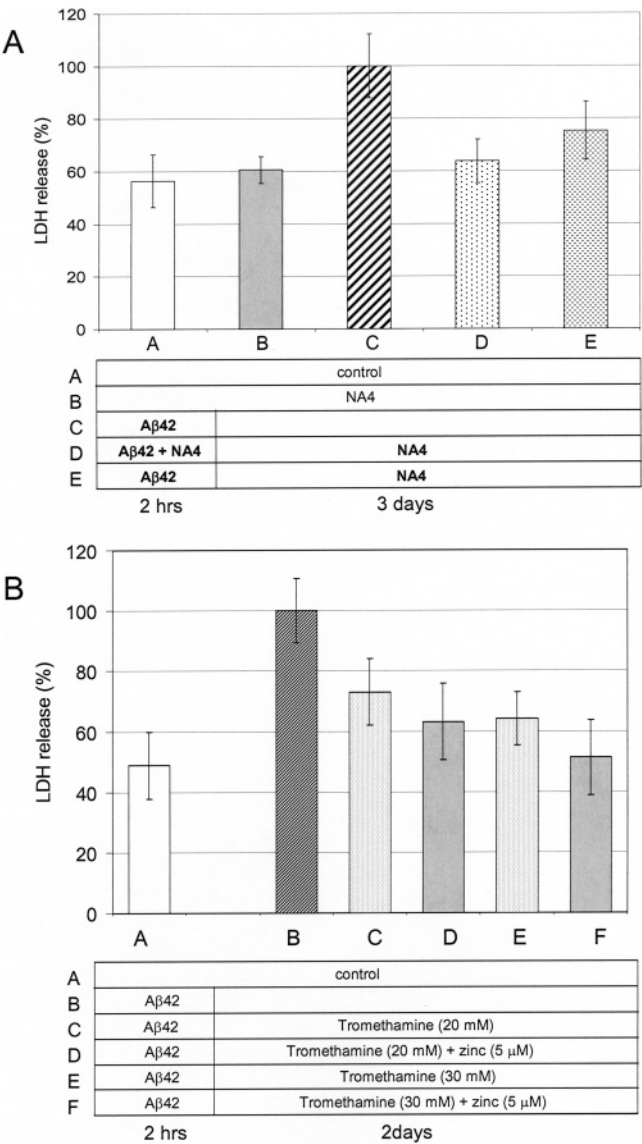 A
LDH release (%)
120
100
80
60
40
20
0
A B C D E
A control
B NA4
C Aβ42
D Aβ42 + NA4 NA4
E Aβ42 NA4
2 hrs 3 days
B
LDH release (%)
120
100
80
60
40
20
0
A B C D E F
A control
B Aβ42
C Aβ42 Tromethamine (20 mM)
D Aβ42 Tromethamine (20 mM) + zinc (5 μM)
E Aβ42 Tromethamine (30 mM)
F Aβ42 Tromethamine (30 mM) + zinc (5 μM)
2 hrs 2days